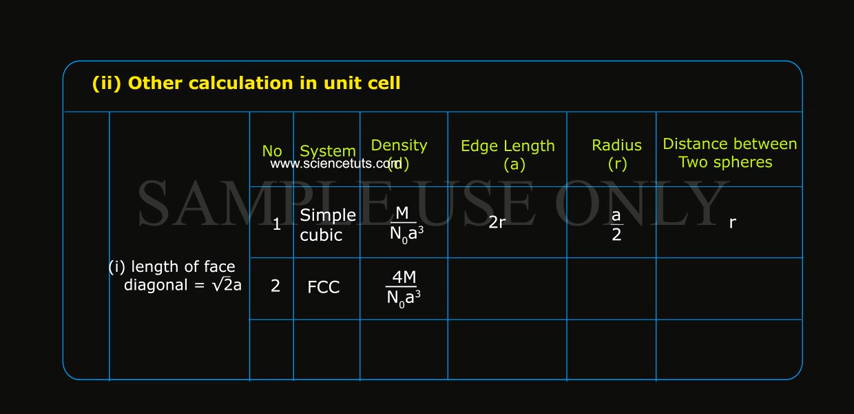 (ii) Other calculation in unit cell
No
System
Density
(d)
Edge Length
(a)
Radius
(r)
Distance between
Two spheres
www.sciencetuts.com
SAMPLE USE ONLY
1
Simple
cubic
M
N₀a³
2r
a
2
r
(i) length of face
diagonal = √2a
2
FCC
4M
N₀a³